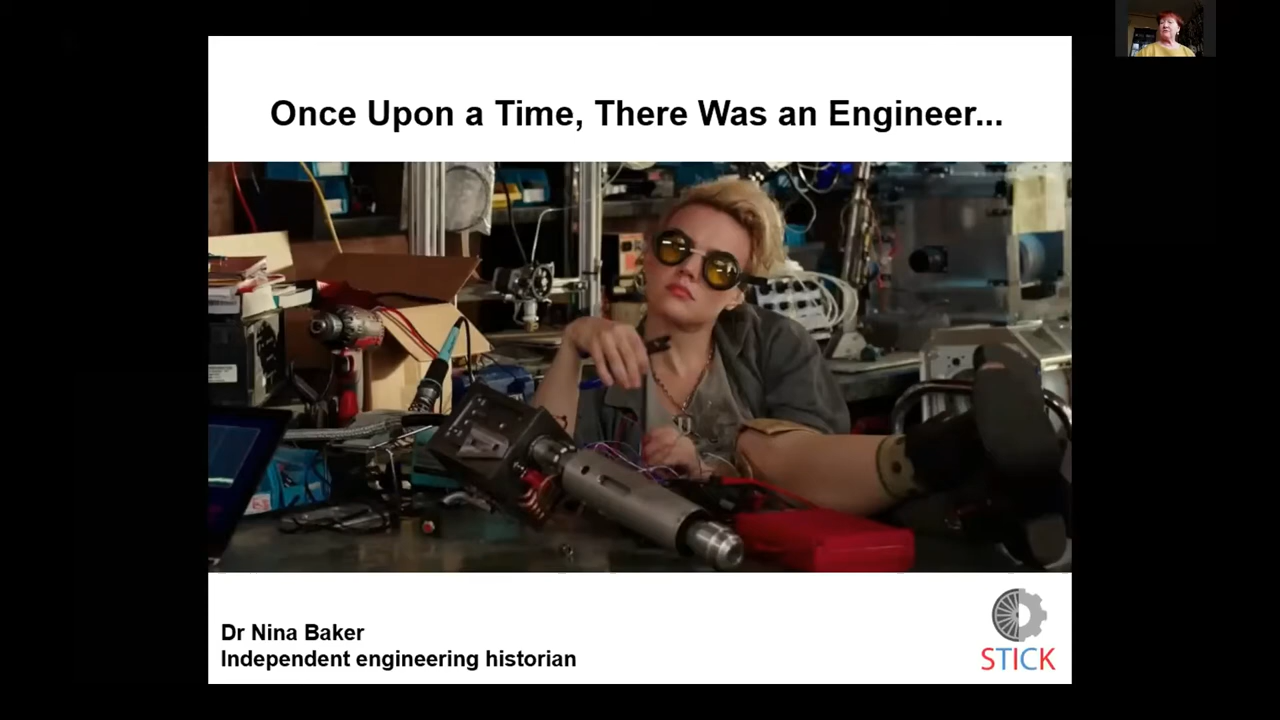 Once Upon a Time, There Was an Engineer...
Dr Nina Baker
Independent engineering historian
STICK